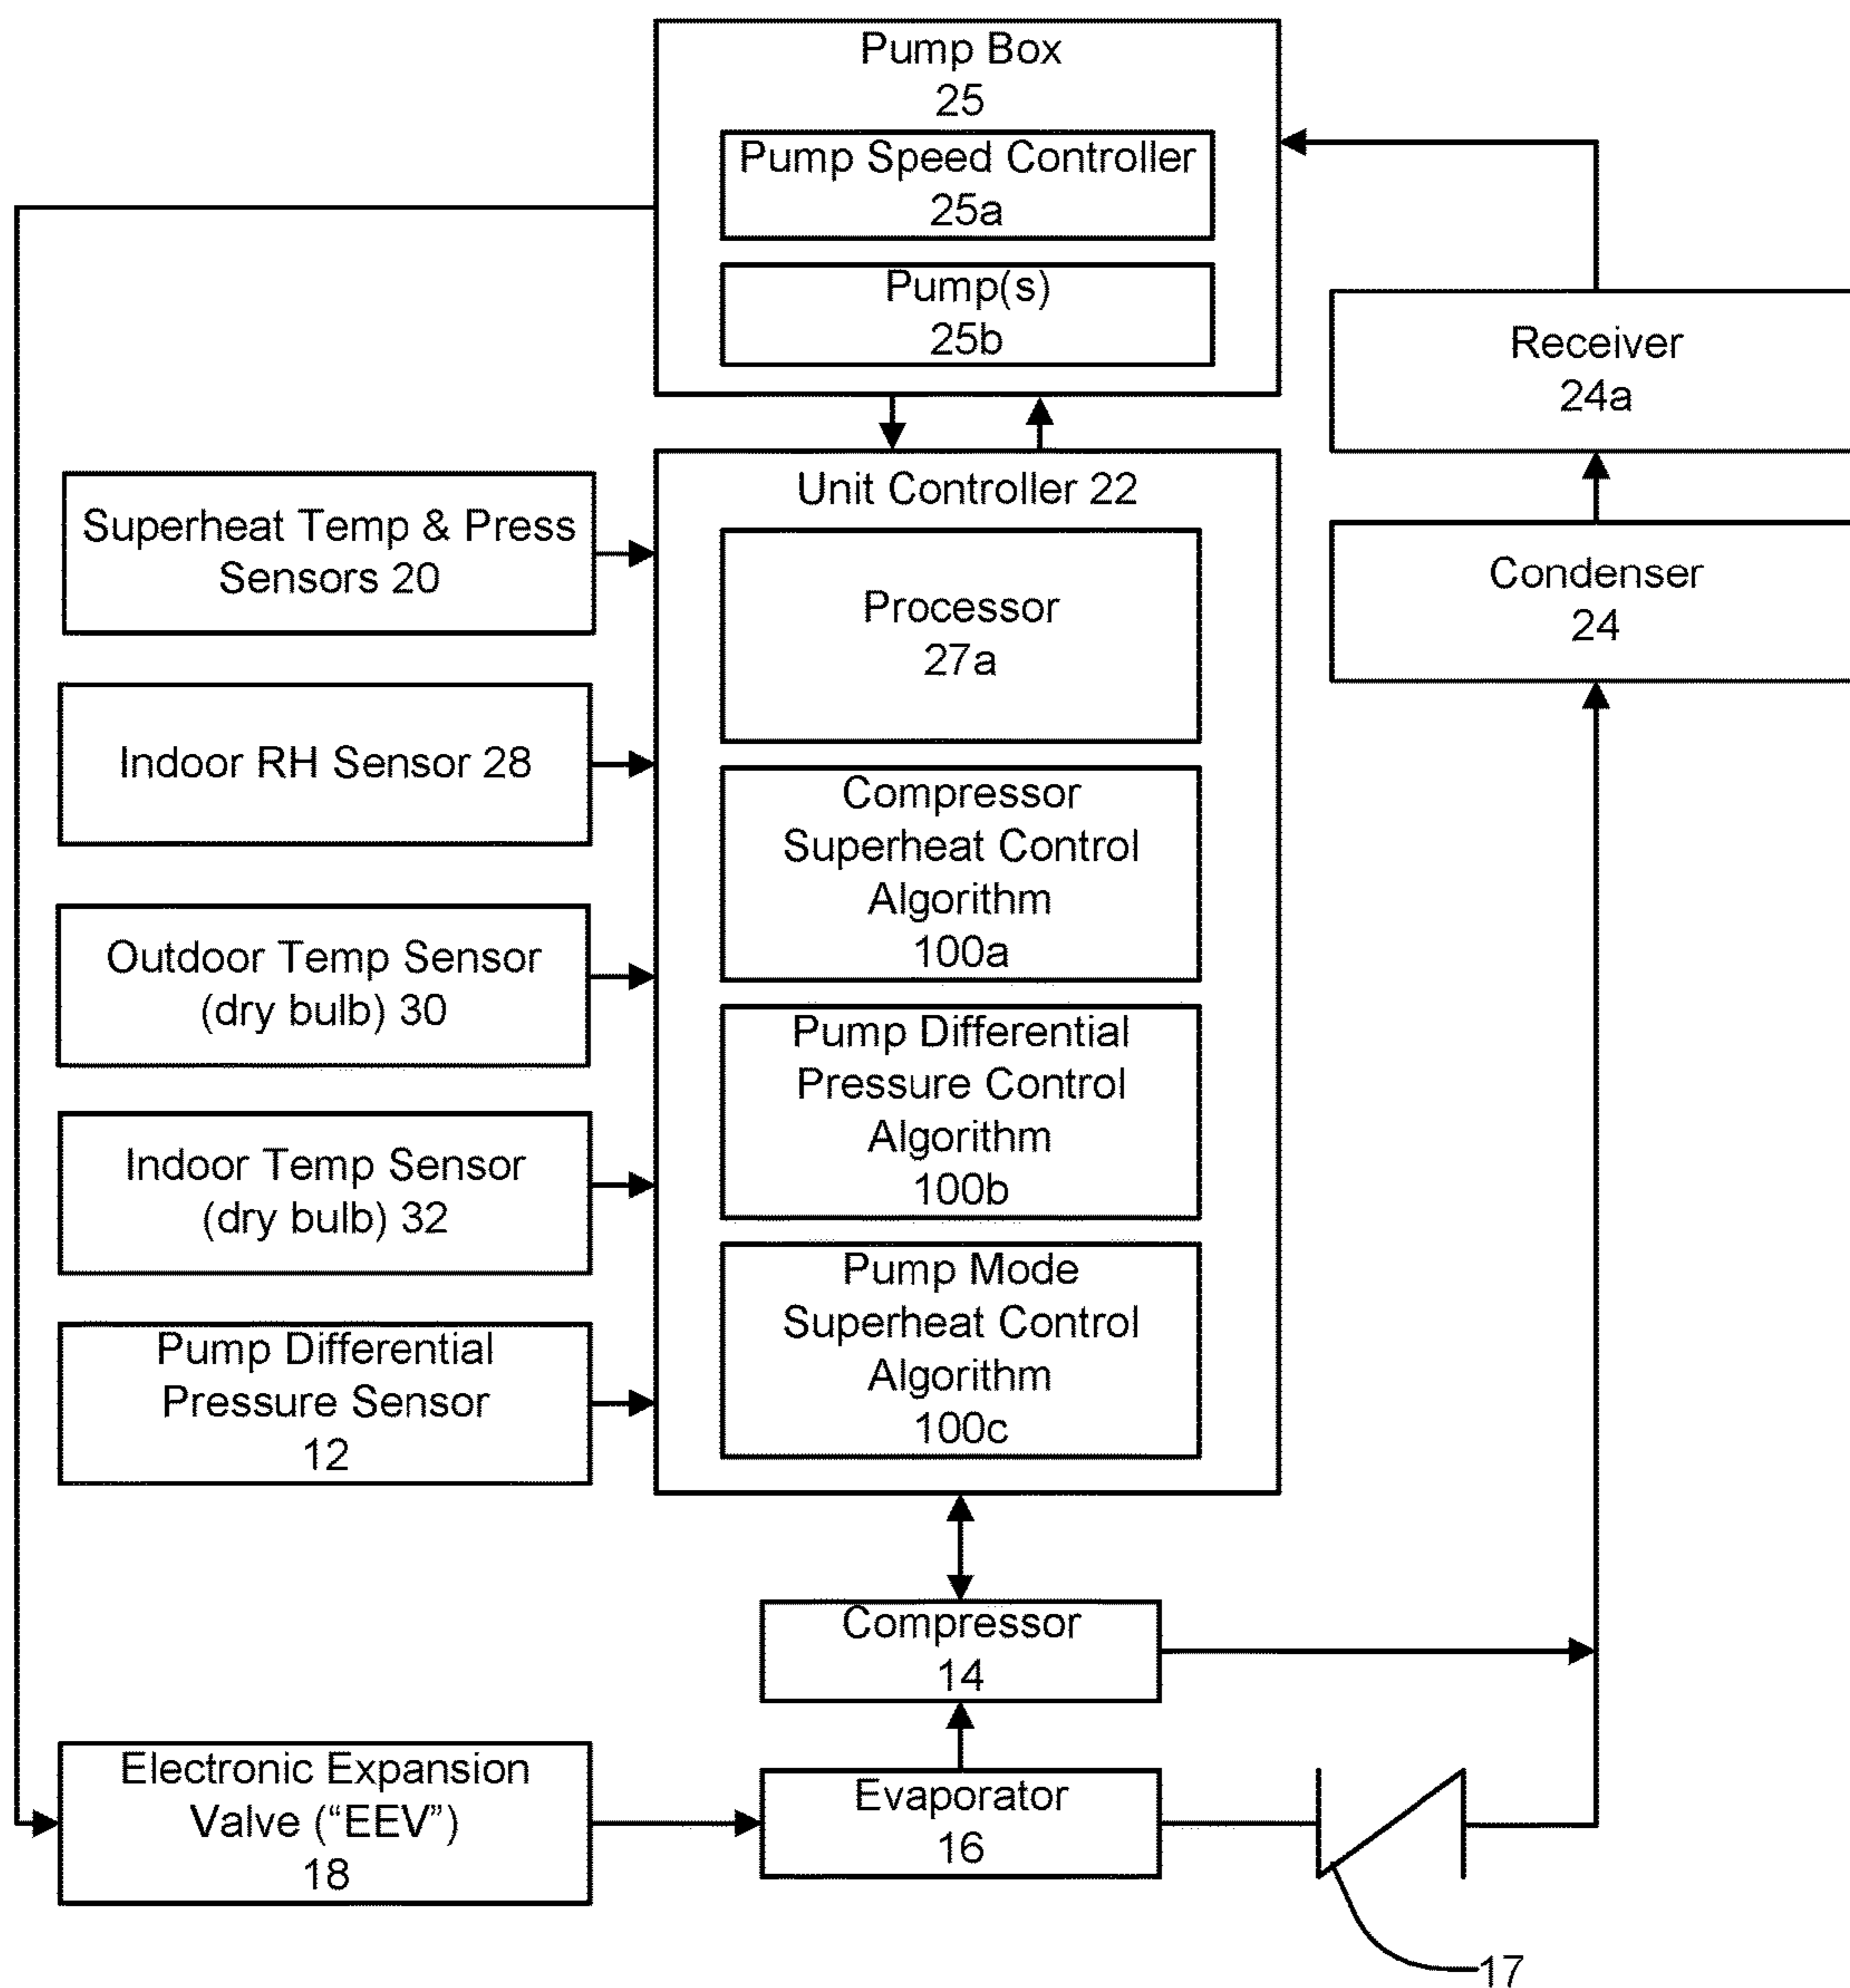 Pump Box
25
Pump Speed Controller
25a
Pump(s)
25b
Receiver
24a
Condenser
24
Unit Controller 22
Processor
27a
Compressor
Superheat Control
Algorithm
100a
Pump Differential
Pressure Control
Algorithm
100b
Pump Mode
Superheat Control
Algorithm
100c
Superheat Temp & Press
Sensors 20
Indoor RH Sensor 28
Outdoor Temp Sensor
(dry bulb) 30
Indoor Temp Sensor
(dry bulb) 32
Pump Differential
Pressure Sensor
12
Compressor
14
Electronic Expansion
Valve (“EEV”)
18
Evaporator
16
17